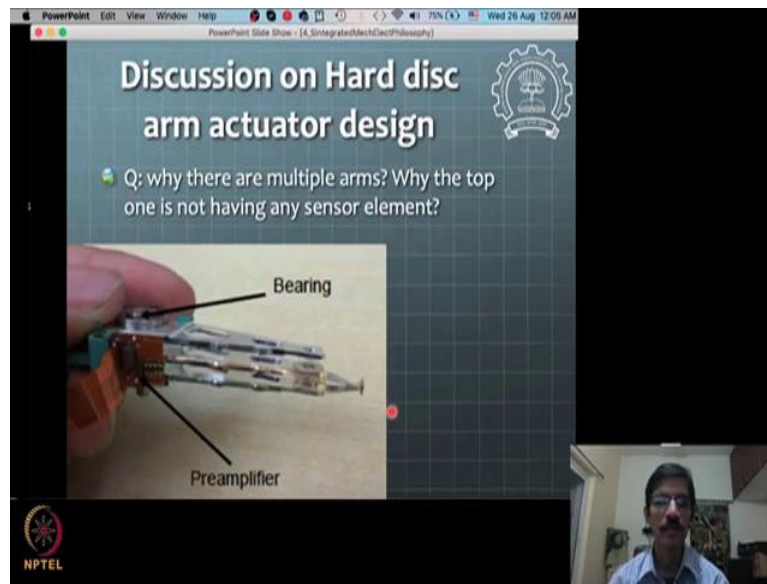 PowerPoint Edit View Window Help
75% Wed 26 Aug 12:05 AM
PowerPoint Slide Show - [4_SintegratedMechElectPhilosophy]
Discussion on Hard disc
arm actuator design
Q: why there are multiple arms? Why the top
one is not having any sensor element?
Bearing
Preamplifier
NPTEL